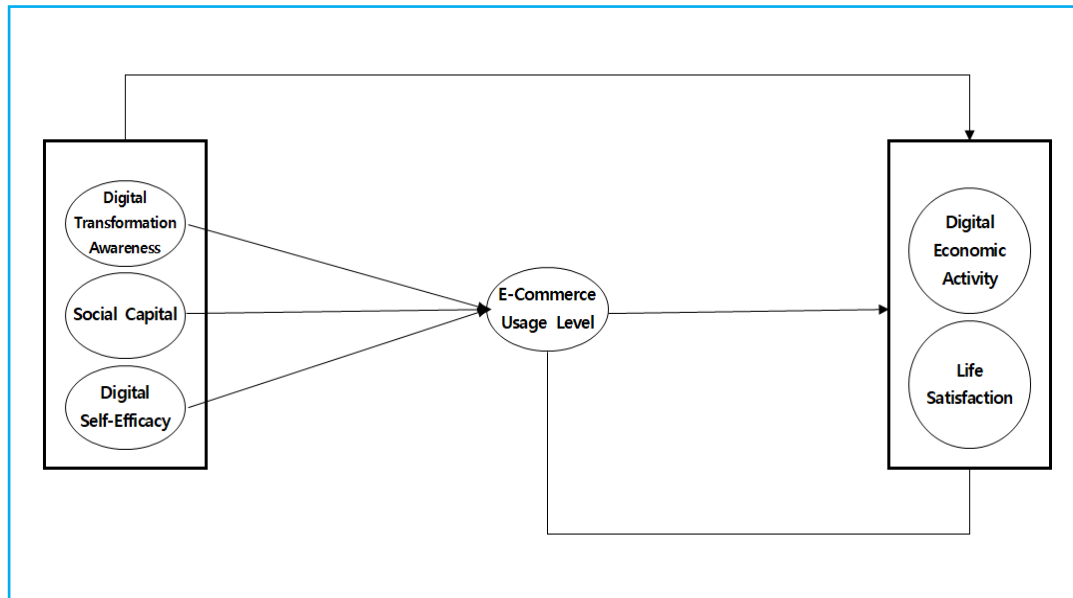 Digital
Transformation
Awareness
Social Capital
Digital
Self-Efficacy
E-Commerce
Usage Level
Digital
Economic
Activity
Life
Satisfaction